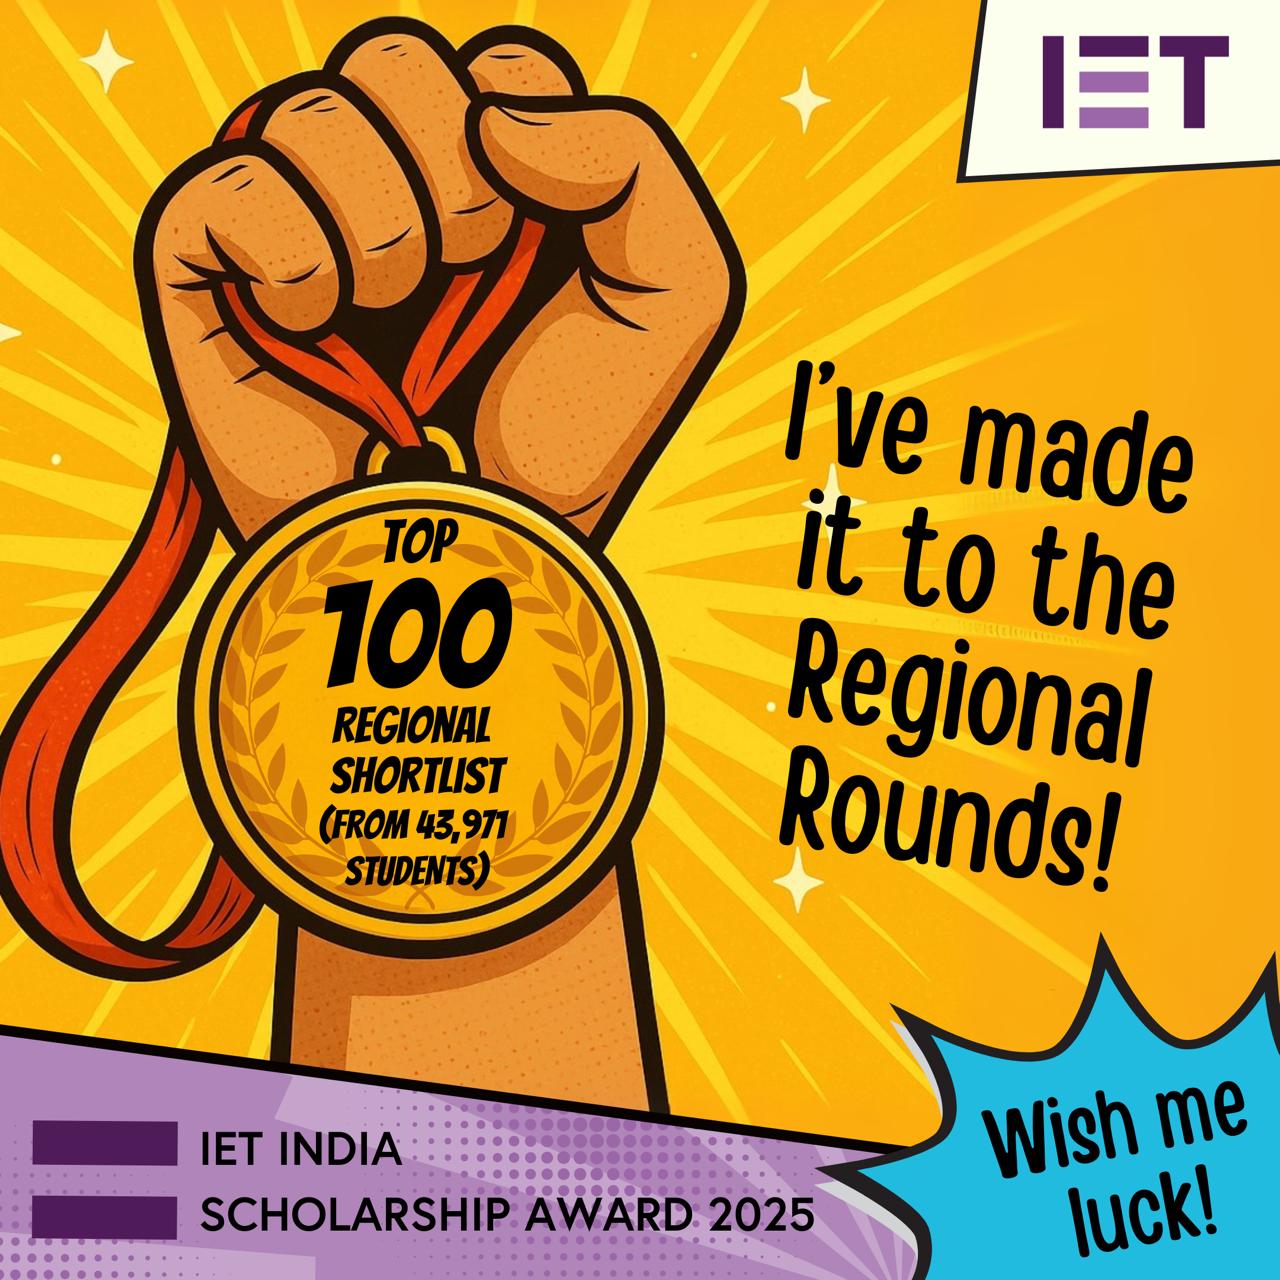 IET
I've made
it to the
Regional
Rounds!
TOP
100
REGIONAL
SHORTLIST
(FROM 43,971
STUDENTS)
IET INDIA
SCHOLARSHIP AWARD 2025
Wish me
luck!